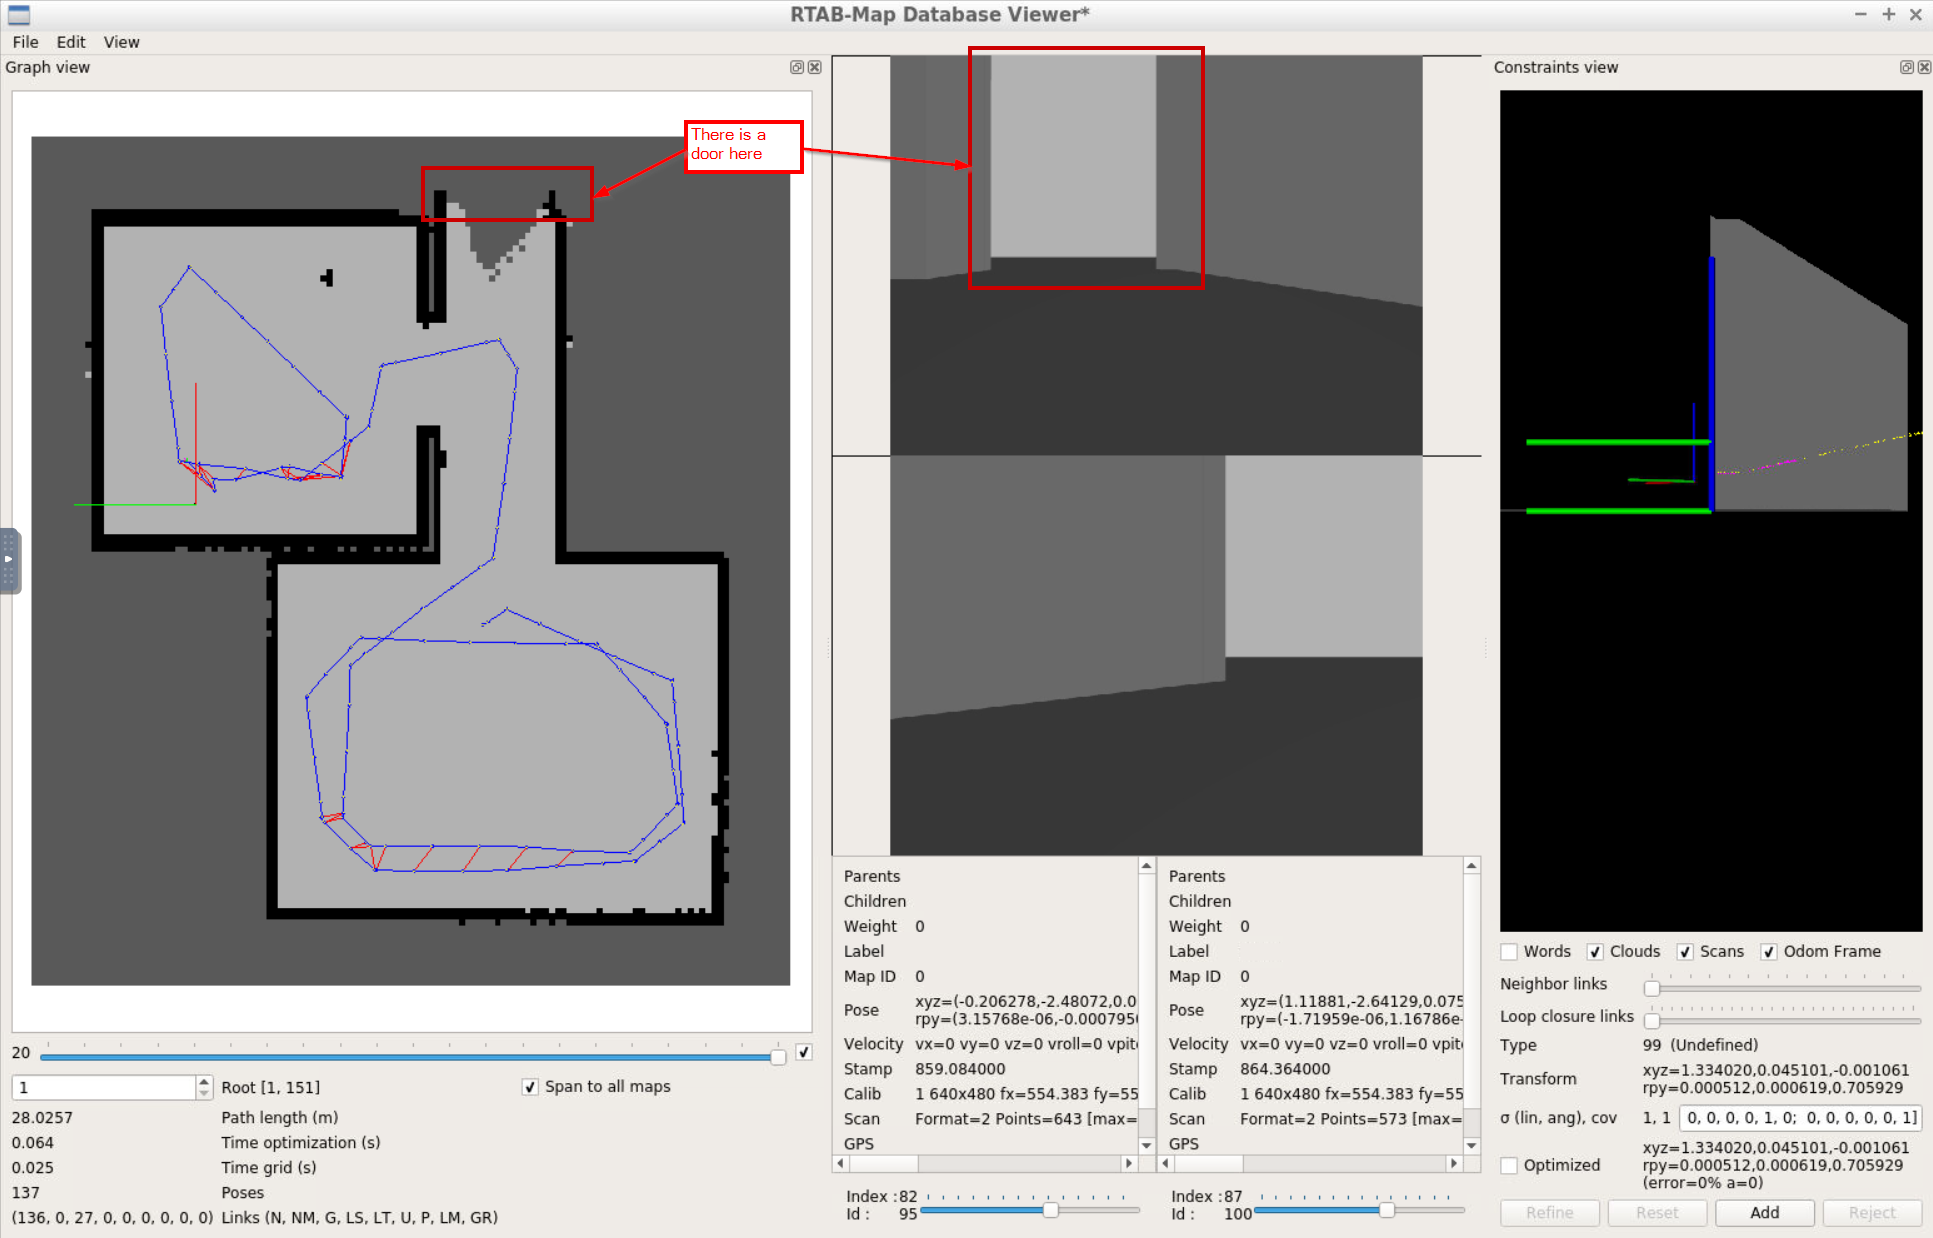 RTAB-Map Database Viewer*
File Edit View
Graph view
There is a
door here
20
1 Root [1, 151] Span to all maps
28.0257 Path length (m)
0.064 Time optimization (s)
0.025 Time grid (s)
137 Poses
(136, 0, 27, 0, 0, 0, 0, 0, 0) Links (N, NM, G, LS, LT, U, P, LM, GR)
Parents
Children
Weight 0
Label
Map ID 0
Pose xyz=(-0.206278,-2.48072,0.0
rpy=(3.15768e-06,-0.000795
Velocity vx=0 vy=0 vz=0 vroll=0 vpit
Stamp 859.084000
Calib 1 640x480 fx=554.383 fy=55
Scan Format=2 Points=643 [max=
GPS
Index : 82
Id : 95
Parents
Children
Weight 0
Label
Map ID 0
Pose xyz=(1.11881,-2.64129,0.075
rpy=(-1.71959e-06,1.16786e-
Velocity vx=0 vy=0 vz=0 vroll=0 vpit
Stamp 864.364000
Calib 1 640x480 fx=554.383 fy=55
Scan Format=2 Points=573 [max=
GPS
Index : 87
Id : 100
Constraints view
Words Clouds Scans Odom Frame
Neighbor links
Loop closure links
Type 99 (Undefined)
Transform xyz=1.334020,0.045101,-0.001061
rpy=0.000512,0.000619,0.705929
σ (lin, ang), cov 1, 1 0, 0, 0, 0, 1, 0; 0, 0, 0, 0, 0, 1]
Optimized xyz=1.334020,0.045101,-0.001061
rpy=0.000512,0.000619,0.705929
(error=0% a=0)
Refine Reset Add Reject